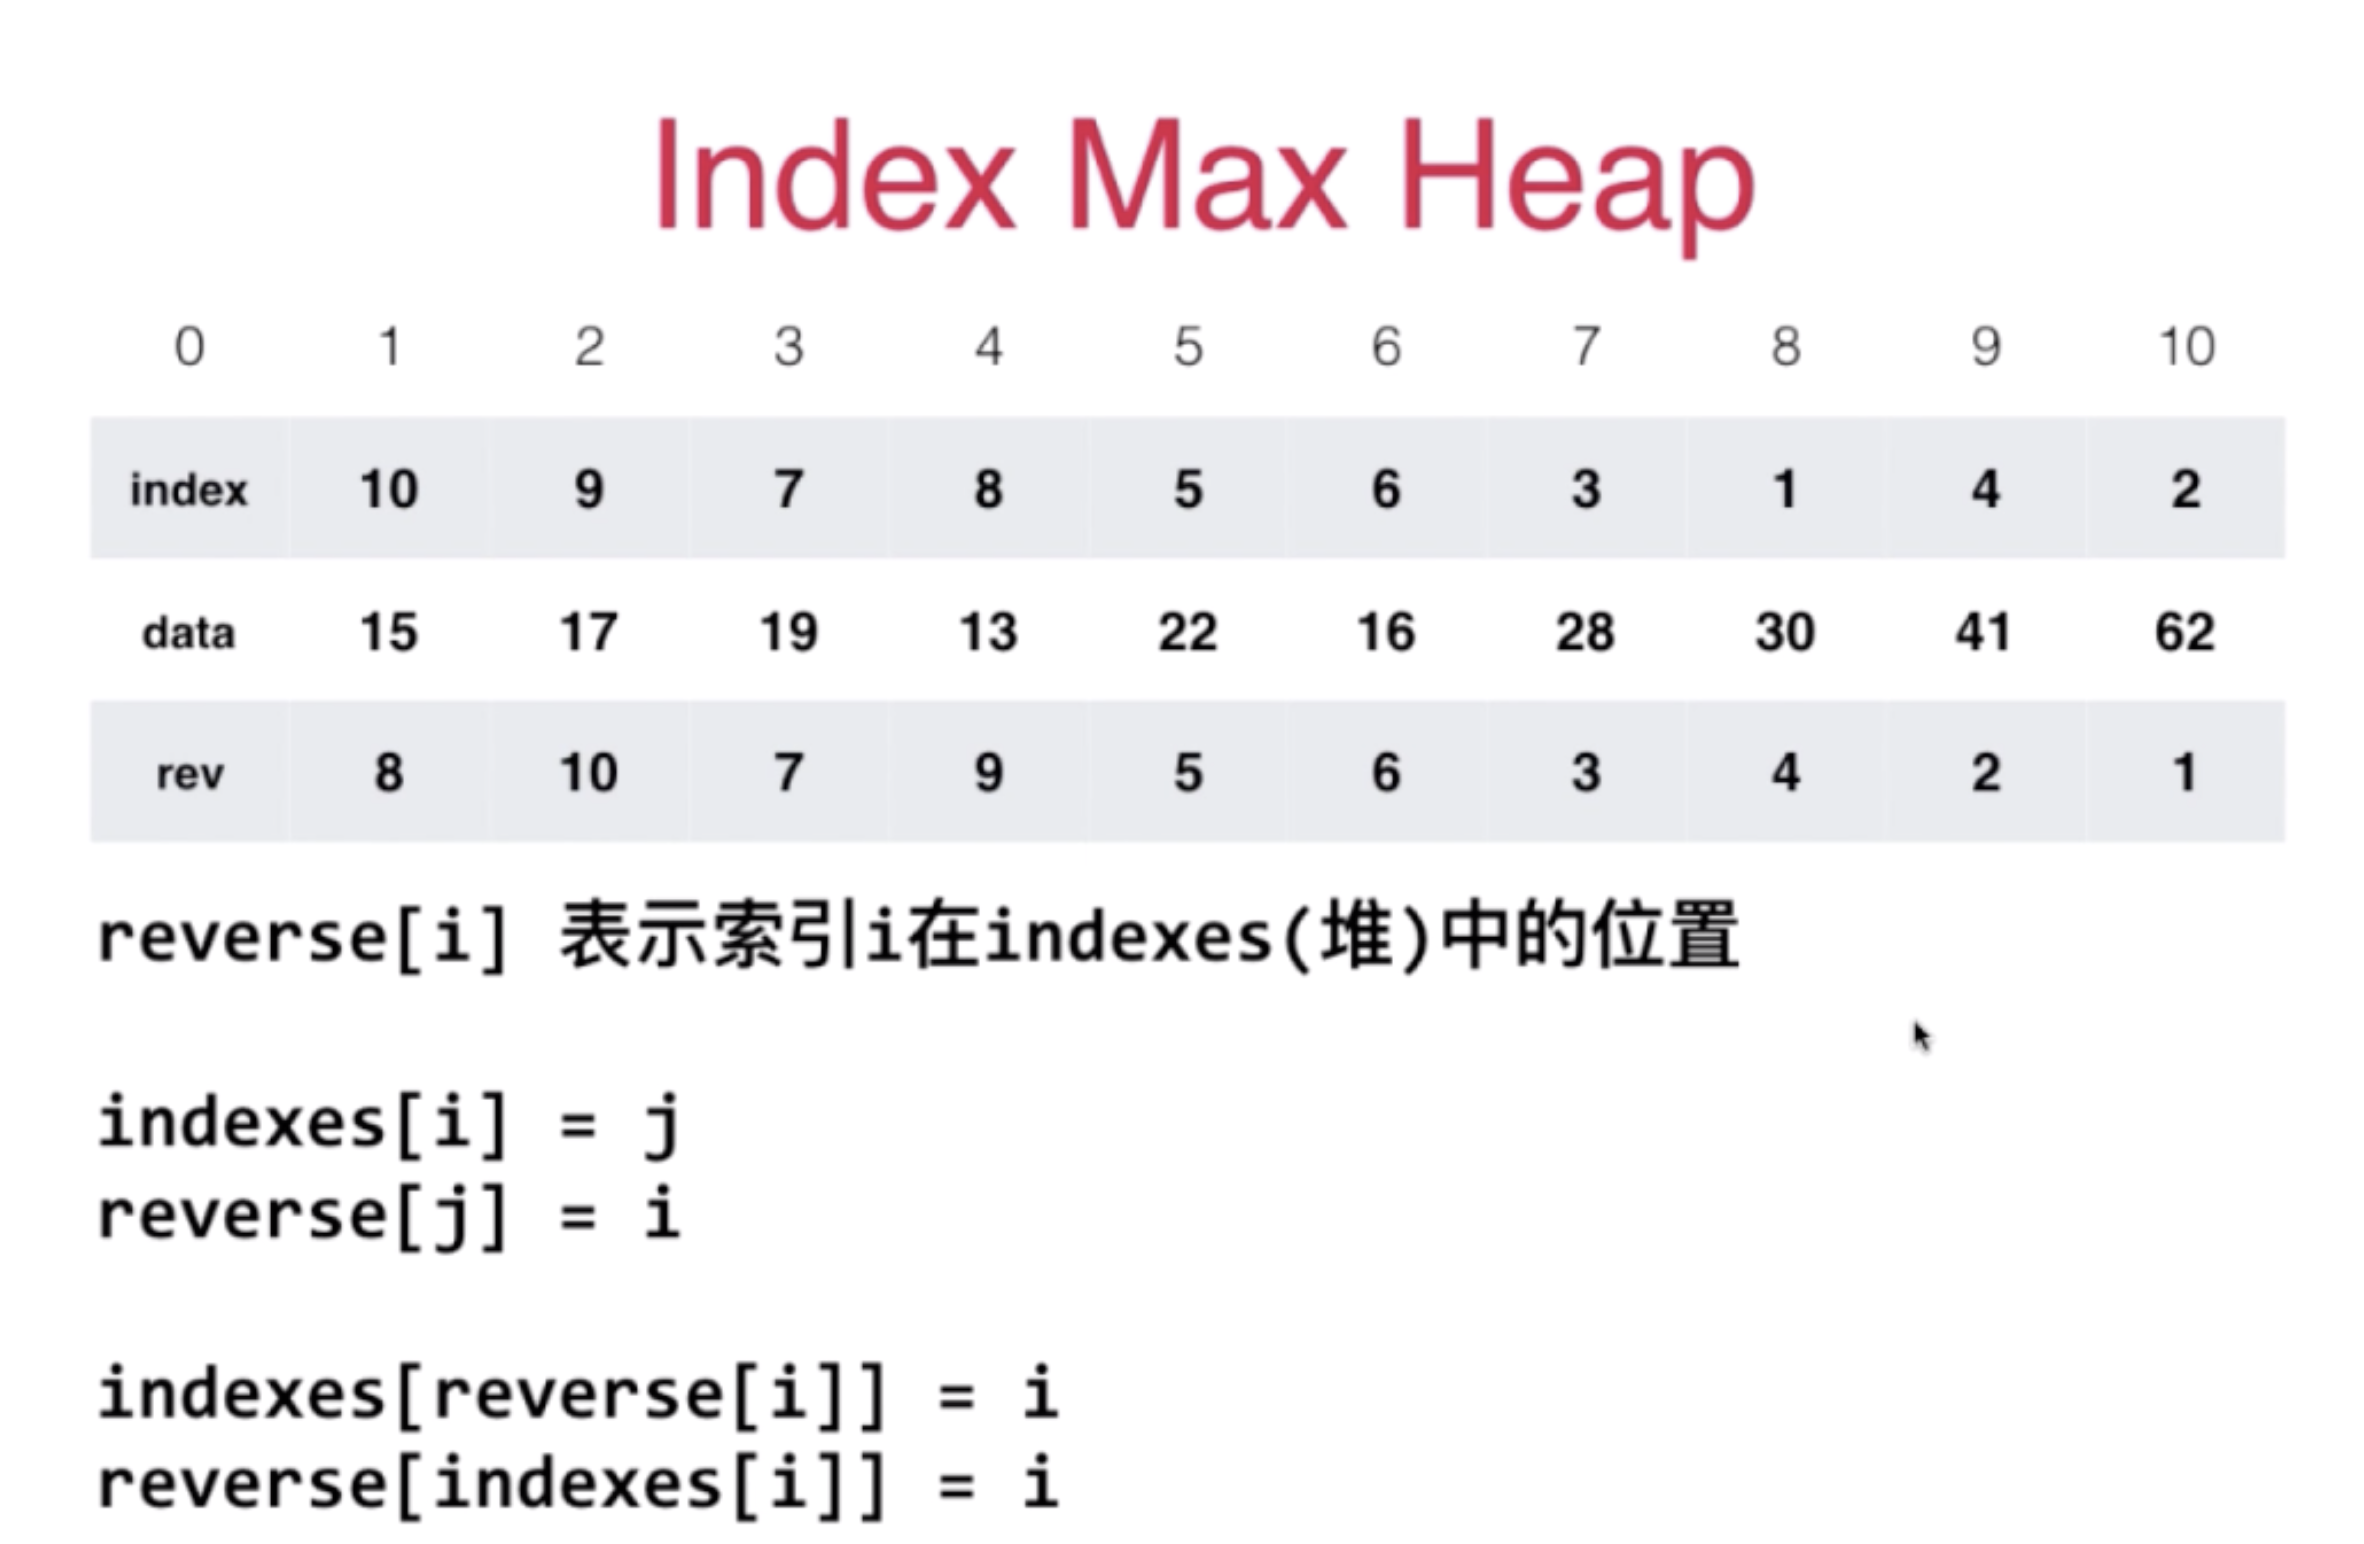 Index Max Heap
0 1 2 3 4 5 6 7 8 9 10
index 10 9 7 8 5 6 3 1 4 2
data 15 17 19 13 22 16 28 30 41 62
rev 8 10 7 9 5 6 3 4 2 1
reverse[i] 表示索引i在indexes(堆)中的位置
indexes[i] = j
reverse[j] = i
indexes[reverse[i]] = i
reverse[indexes[i]] = i